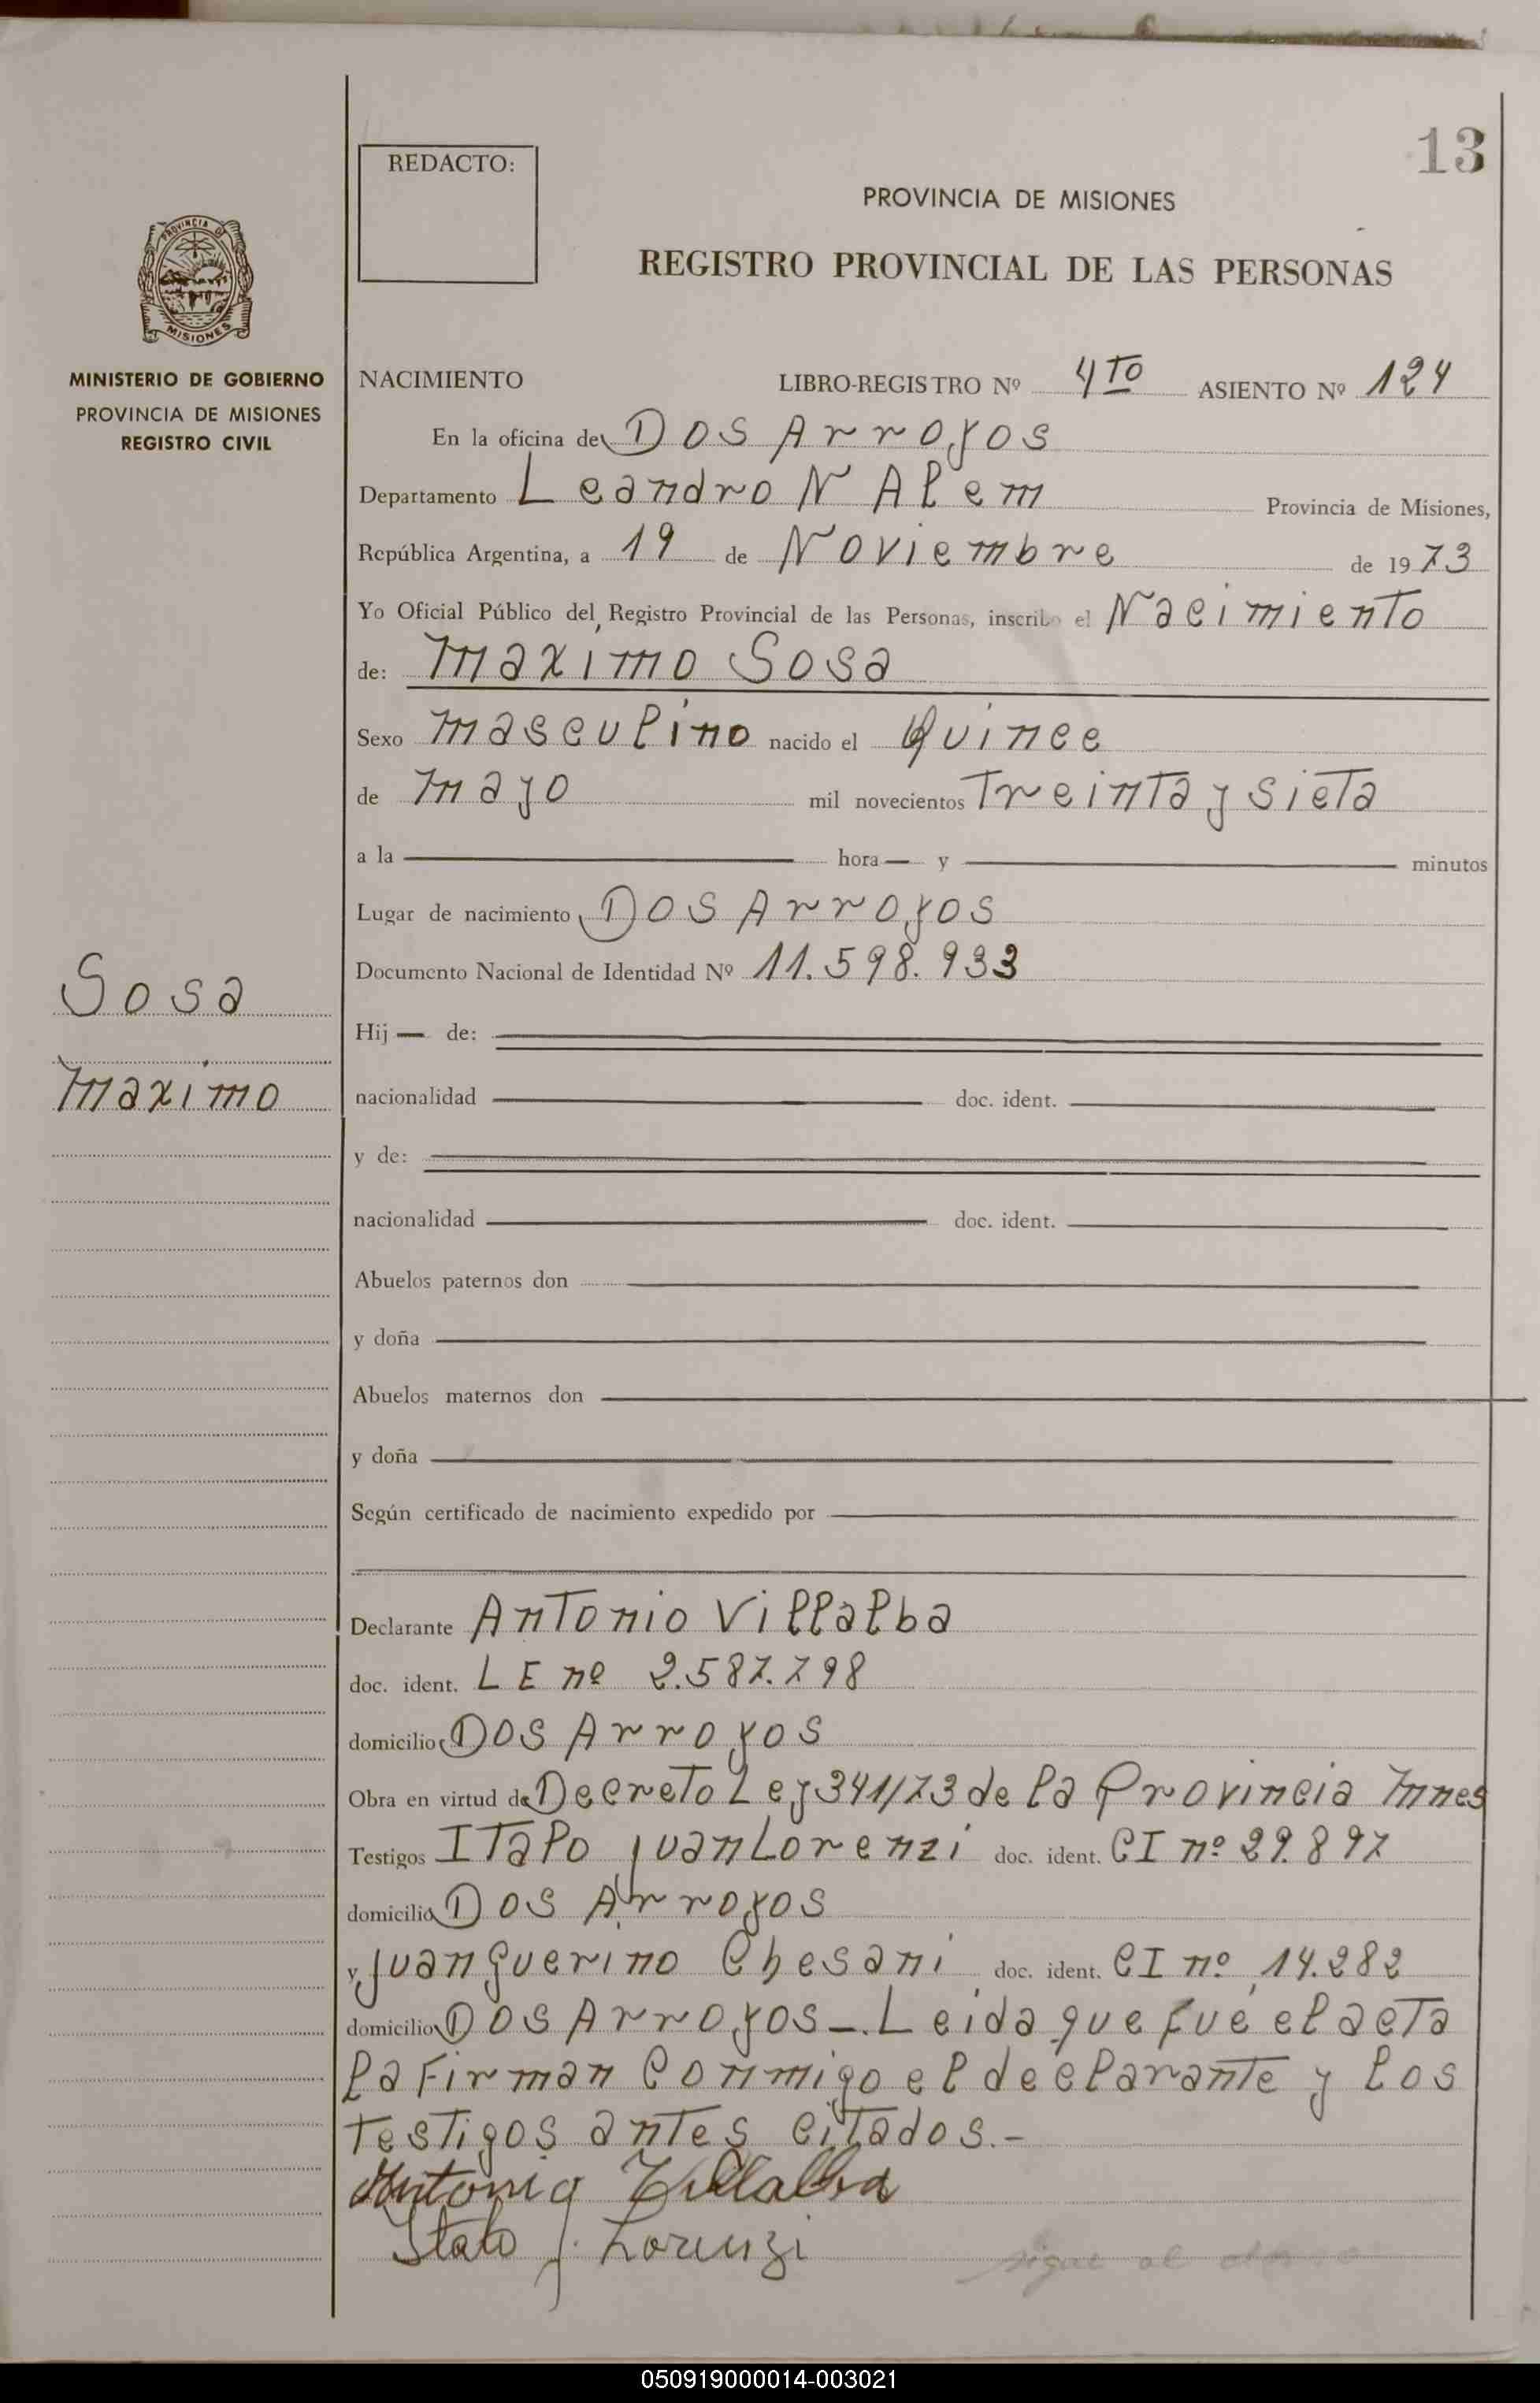 13
REDACTO:
PROVINCIA DE MISIONES
REGISTRO PROVINCIAL DE LAS PERSONAS
PROVINCIA DE
MISIONES
MINISTERIO DE GOBIERNO
PROVINCIA DE MISIONES
REGISTRO CIVIL
NACIMIENTO LIBRO-REGISTRO Nº 4TO ASIENTO Nº 124
En la oficina de Dos Arroyos
Departamento Leandro N Alem Provincia de Misiones,
República Argentina, a 19 de Noviembre de 1973
Yo Oficial Público del Registro Provincial de las Personas, inscribo el Nacimiento
de: Maximo Sosa
Sexo Masculino nacido el Quince
de Mayo mil novecientos Treinta y sieta
a la hora y minutos
Lugar de nacimiento Dos Arroyos
Documento Nacional de Identidad Nº 11.598.933
Sosa
Maximo
Hij de:
nacionalidad doc. ident.
y de:
nacionalidad doc. ident.
Abuelos paternos don
y doña
Abuelos maternos don
y doña
Según certificado de nacimiento expedido por
Declarante Antonio Villalba
doc. ident. L E nº 2.587.798
domicilio Dos Arroyos
Obra en virtud de Decreto Ley 341/73 de la Provincia Mnes
Testigos Italo Juan Lorenzi doc. ident. CI nº 29.897
domicilio Dos Arroyos
y Juan Guerino Chesani doc. ident. CI nº 14.282
domicilio Dos Arroyos-. Leida que fué el acta
la firman conmigo el declarante y los
testigos antes citados.-
Antonio Villalba
Italo J. Lorenzi
sigue al dorso
050919000014-003021